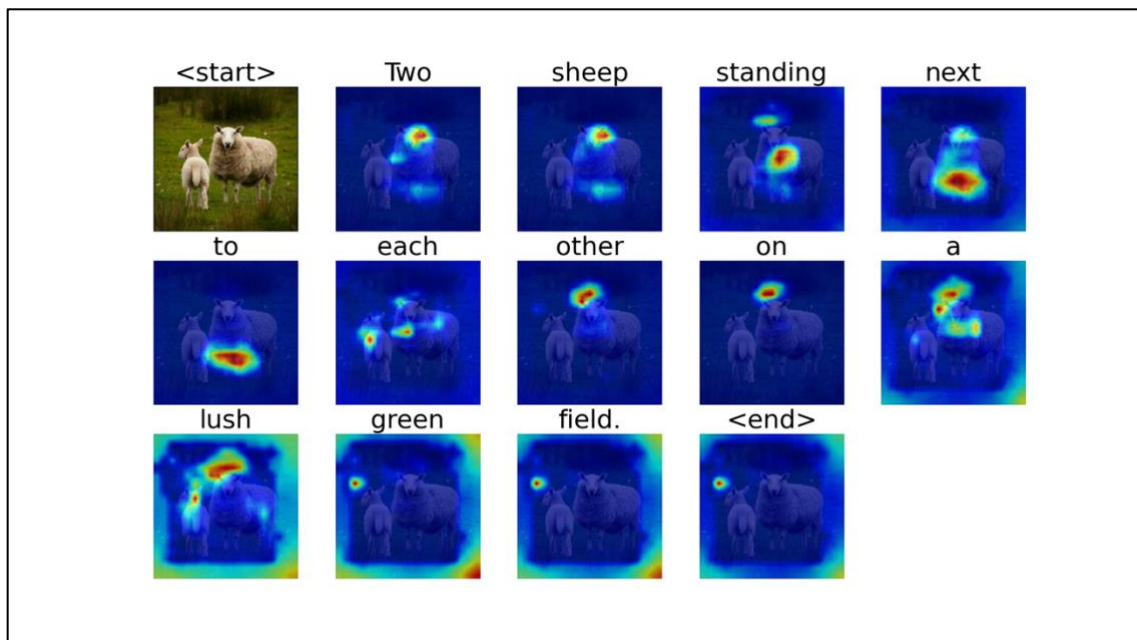 <start> Two sheep standing next
to each other on a
lush green field. <end>